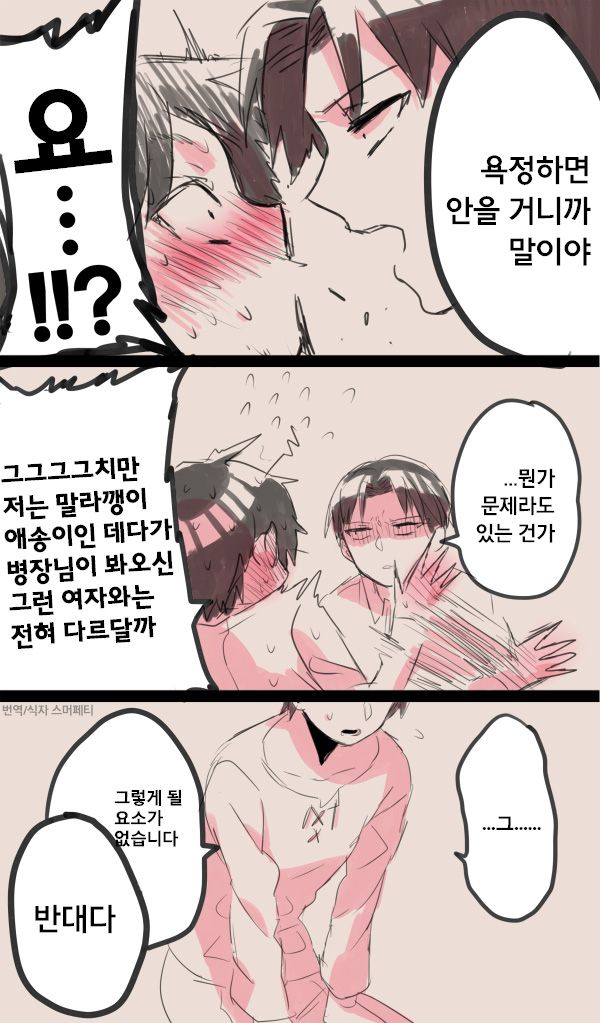 욕정하면
안을 거니까
말이야
요...!!?
...뭔가
문제라도
있는 건가
그그그그치만
저는 말라깽이
애송이인 데다가
병장님이 봐오신
그런 여자와는
전혀 다르달까
번역/식자 스머페티
...그......
그렇게 될
요소가
없습니다
반대다